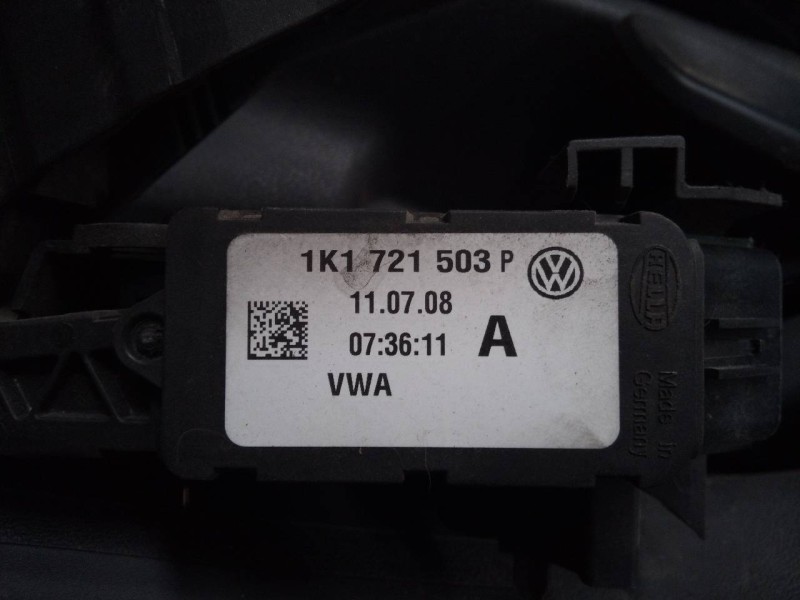 1K1 721 503 P
11.07.08
07:36:11 A
VWA
HELLA
Made in
Germany